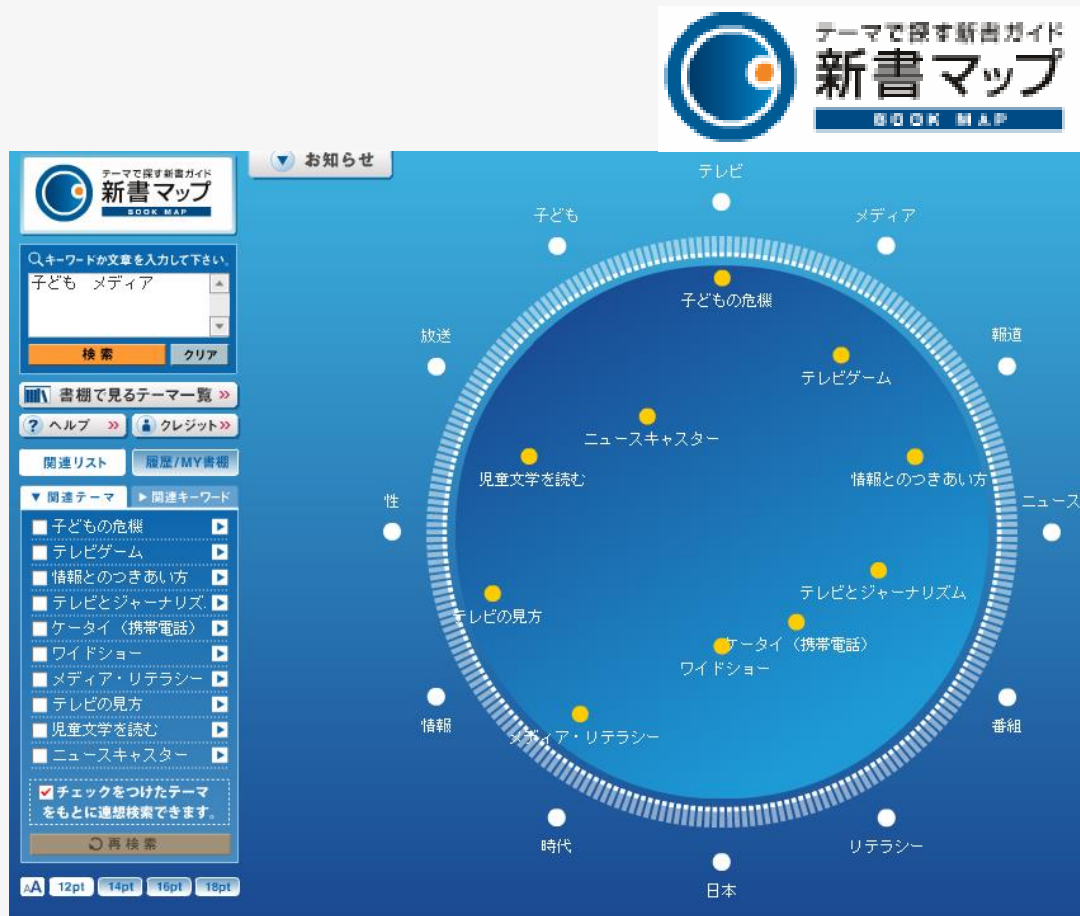 テーマで探す新書ガイド
新書マップ
BOOK MAP
テーマで探す新書ガイド
新書マップ
BOOK MAP
▼ お知らせ
キーワードか文章を入力して下さい。
子ども　メディア
検索
クリア
書棚で見るテーマ一覧 »
? ヘルプ »
クレジット »
関連リスト
履歴/MY書棚
▼ 関連テーマ
▶ 関連キーワード
子どもの危機
テレビゲーム
情報とのつきあい方
テレビとジャーナリズ
ケータイ（携帯電話）
ワイドショー
メディア・リテラシー
テレビの見方
児童文学を読む
ニュースキャスター
チェックをつけたテーマ
をもとに連想検索できます。
再検索
AA 12pt 14pt 16pt 18pt
テレビ
子ども
メディア
放送
報道
性
ニュース
情報
番組
時代
リテラシー
日本
子どもの危機
テレビゲーム
ニュースキャスター
児童文学を読む
情報とのつきあい方
テレビとジャーナリズム
テレビの見方
ケータイ（携帯電話）
ワイドショー
メディア・リテラシー